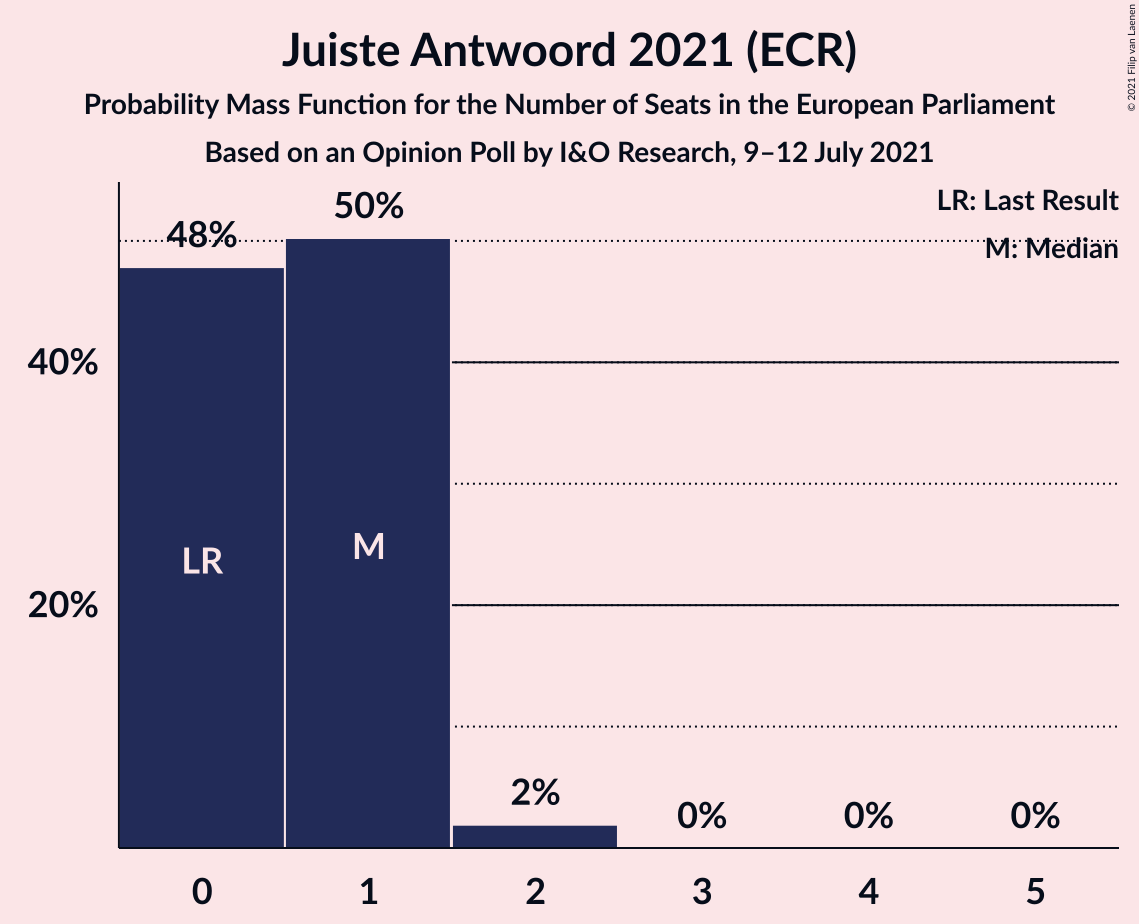 Juiste Antwoord 2021 (ECR)
Probability Mass Function for the Number of Seats in the European Parliament
Based on an Opinion Poll by I&O Research, 9–12 July 2021
© 2021 Filip van Laenen
LR: Last Result
M: Median
50%
48%
40%
20%
LR
M
2%
0%
0%
0%
0
1
2
3
4
5